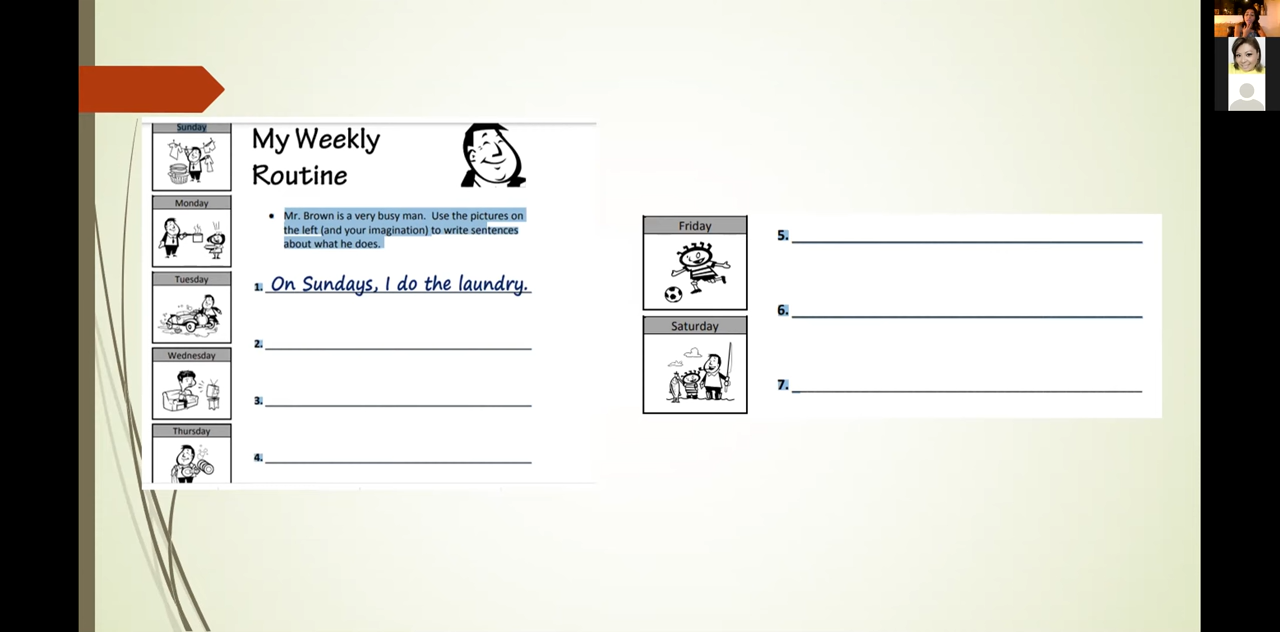 Sunday
My Weekly
Routine
Monday
• Mr. Brown is a very busy man. Use the pictures on
the left (and your imagination) to write sentences
about what he does.
Tuesday
1. On Sundays, I do the laundry.
2.
Wednesday
3.
Thursday
4.
Friday
5.
6.
Saturday
7.